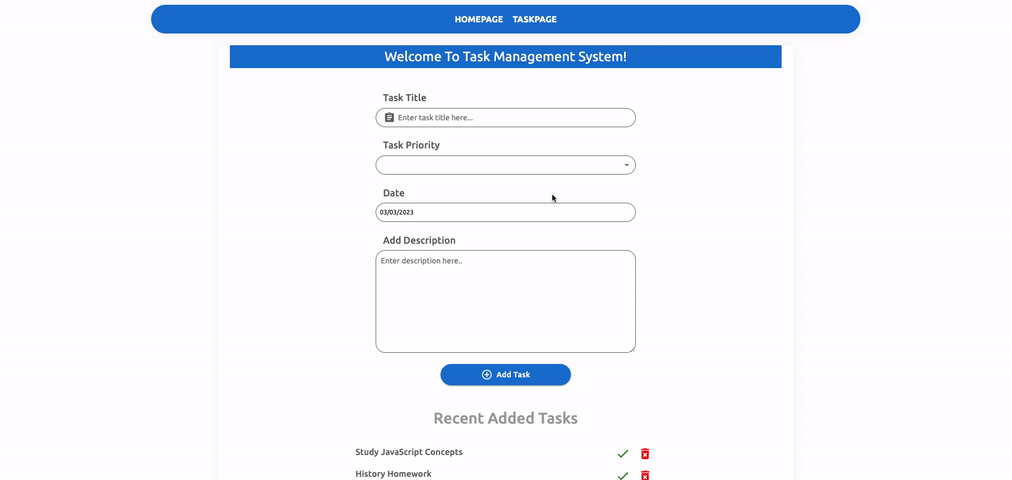 HOMEPAGE TASKPAGE
Welcome To Task Management System!
Task Title
Enter task title here...
Task Priority
Date
03/03/2023
Add Description
Enter description here..
Add Task
Recent Added Tasks
Study JavaScript Concepts
History Homework